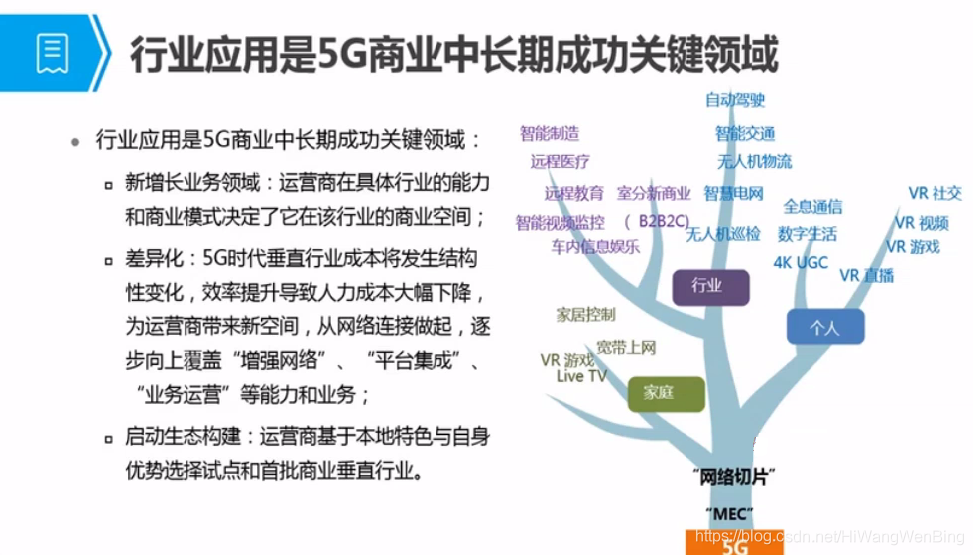 行业应用是5G商业中长期成功关键领域
行业应用是5G商业中长期成功关键领域：
新增长业务领域：运营商在具体行业的能力
和商业模式决定了它在该行业的商业空间；
差异化：5G时代垂直行业成本将发生结构
性变化，效率提升导致人力成本大幅下降，
为运营商带来新空间，从网络连接做起，逐
步向上覆盖“增强网络”、“平台集成”、
“业务运营”等能力和业务；
启动生态构建：运营商基于本地特色与自身
优势选择试点和首批商业垂直行业。
自动驾驶
智能制造
智能交通
远程医疗
无人机物流
远程教育
室分新商业
（ B2B2C)
智慧电网
VR 社交
全息通信
智能视频监控
无人机巡检
数字生活
VR 视频
车内信息娱乐
VR 游戏
4K UGC
VR 直播
行业
个人
家居控制
宽带上网
VR 游戏
Live TV
家庭
“网络切片”
“MEC”
5G
https://blog.csdn.net/HiWangWenBing